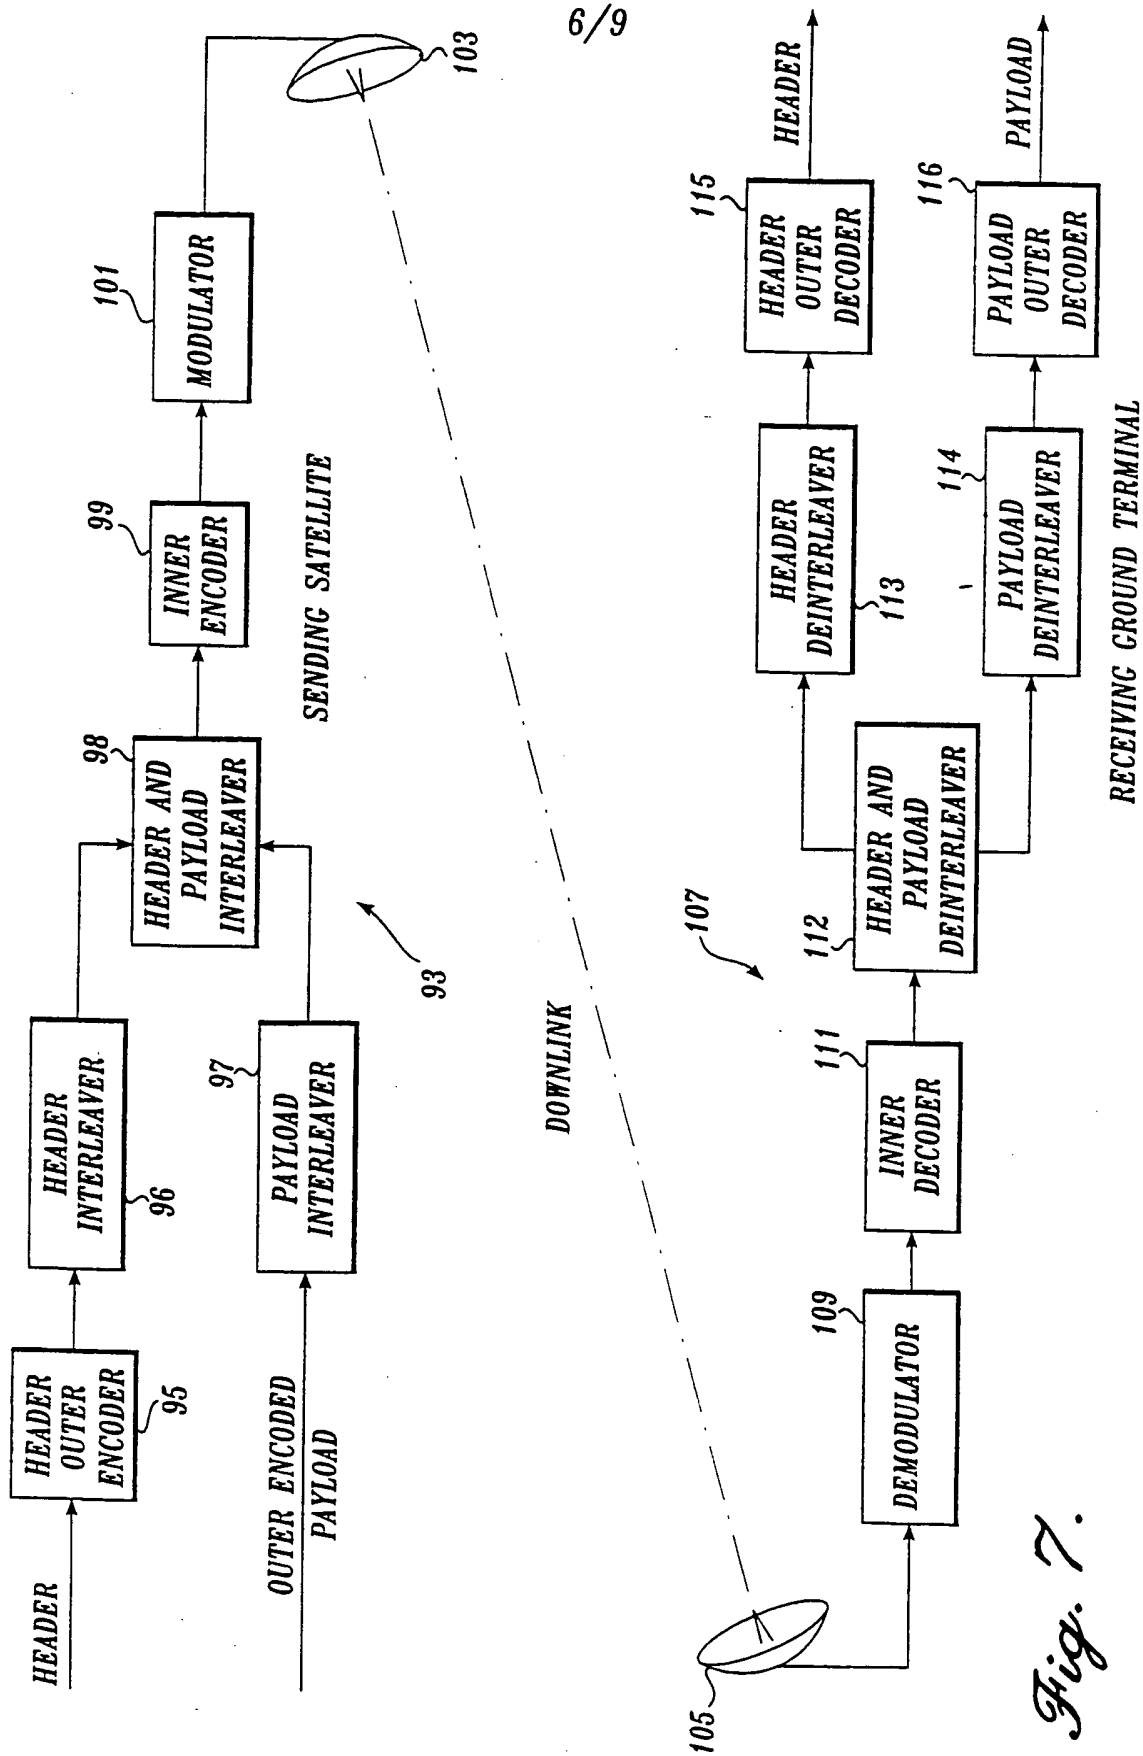 6/9
HEADER
HEADER
OUTER
ENCODER
95
HEADER
INTERLEAVER
96
OUTER ENCODED
PAYLOAD
PAYLOAD
INTERLEAVER
97
HEADER AND
PAYLOAD
INTERLEAVER
98
INNER
ENCODER
99
MODULATOR
101
103
93
SENDING SATELLITE
DOWNLINK
105
107
DEMODULATOR
109
INNER
DECODER
111
HEADER AND
PAYLOAD
DEINTERLEAVER
112
HEADER
DEINTERLEAVER
113
HEADER
OUTER
DECODER
115
HEADER
PAYLOAD
DEINTERLEAVER
114
PAYLOAD
OUTER
DECODER
116
PAYLOAD
RECEIVING GROUND TERMINAL
Fig. 7.